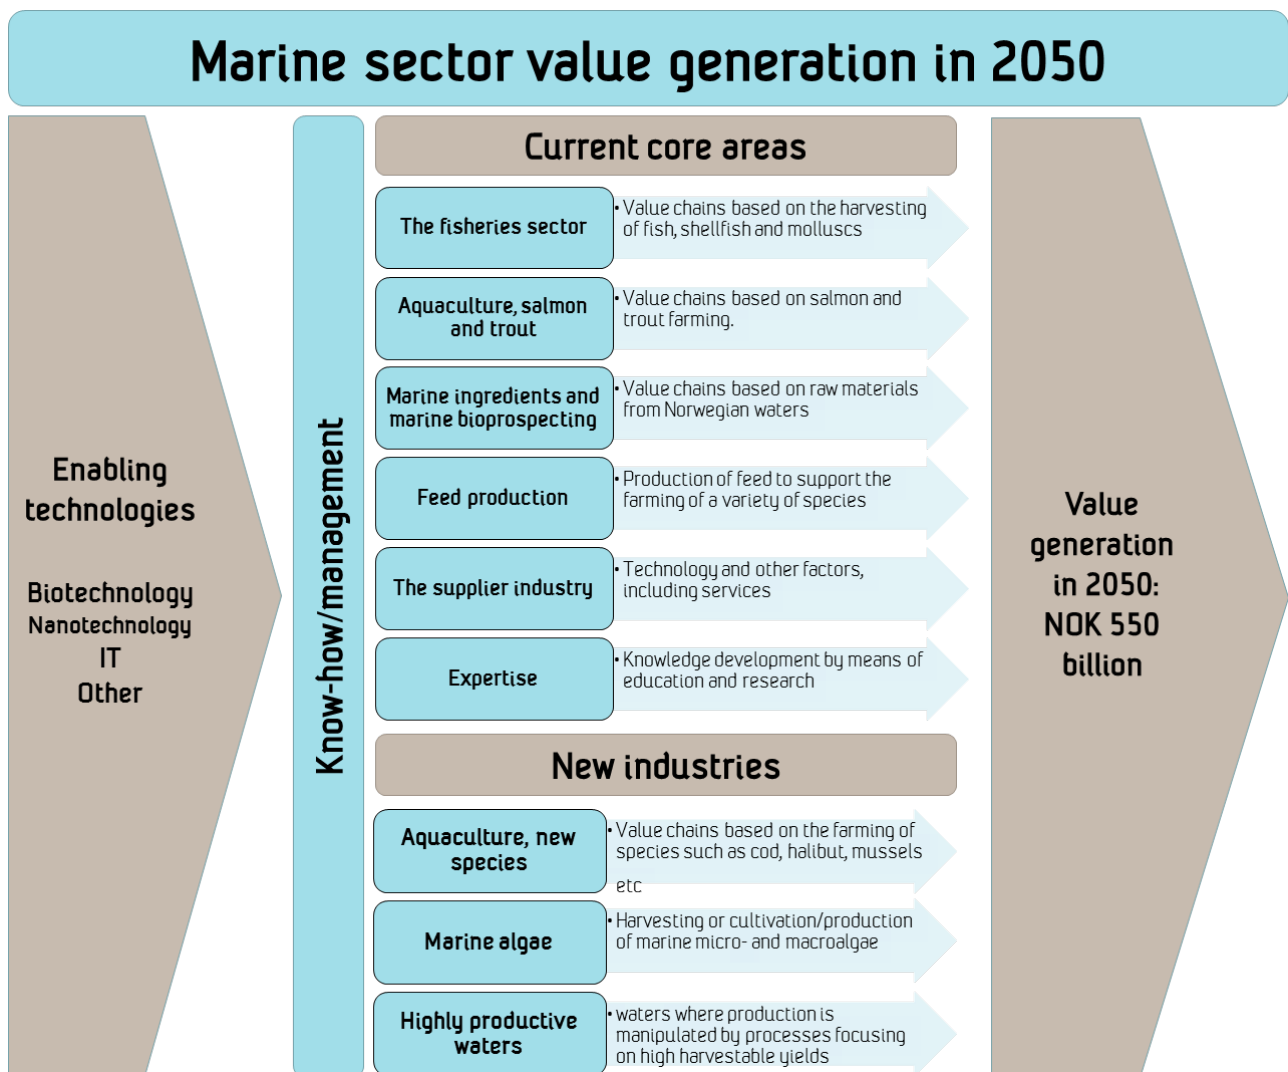 Marine sector value generation in 2050
Enabling
technologies
Biotechnology
Nanotechnology
IT
Other
Know-how/management
Current core areas
The fisheries sector
• Value chains based on the harvesting
of fish, shellfish and molluscs
Aquaculture, salmon
and trout
• Value chains based on salmon and
trout farming.
Marine ingredients and
marine bioprospecting
• Value chains based on raw materials
from Norwegian waters
Feed production
• Production of feed to support the
farming of a variety of species
The supplier industry
• Technology and other factors,
including services
Expertise
• Knowledge development by means of
education and research
New industries
Aquaculture, new
species
• Value chains based on the farming of
species such as cod, halibut, mussels
etc
Marine algae
• Harvesting or cultivation/production
of marine micro- and macroalgae
Highly productive
waters
• waters where production is
manipulated by processes focusing
on high harvestable yields
Value
generation
in 2050:
NOK 550
billion